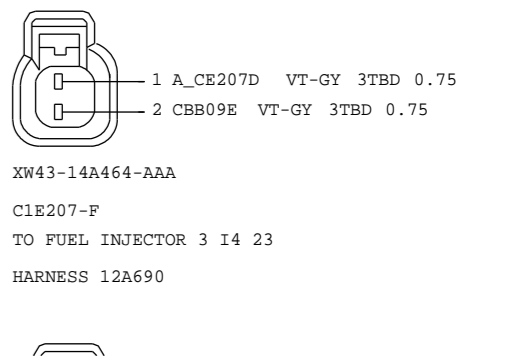 1 A_CE207D VT-GY 3TBD 0.75
2 CBB09E VT-GY 3TBD 0.75
XW43-14A464-AAA
C1E207-F
TO FUEL INJECTOR 3 I4 23
HARNESS 12A690